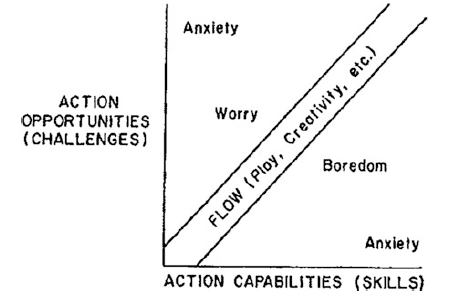 Anxiety
ACTION
OPPORTUNITIES
(CHALLENGES)
Worry
FLOW (Play, Creativity, etc.)
Boredom
Anxiety
ACTION CAPABILITIES (SKILLS)